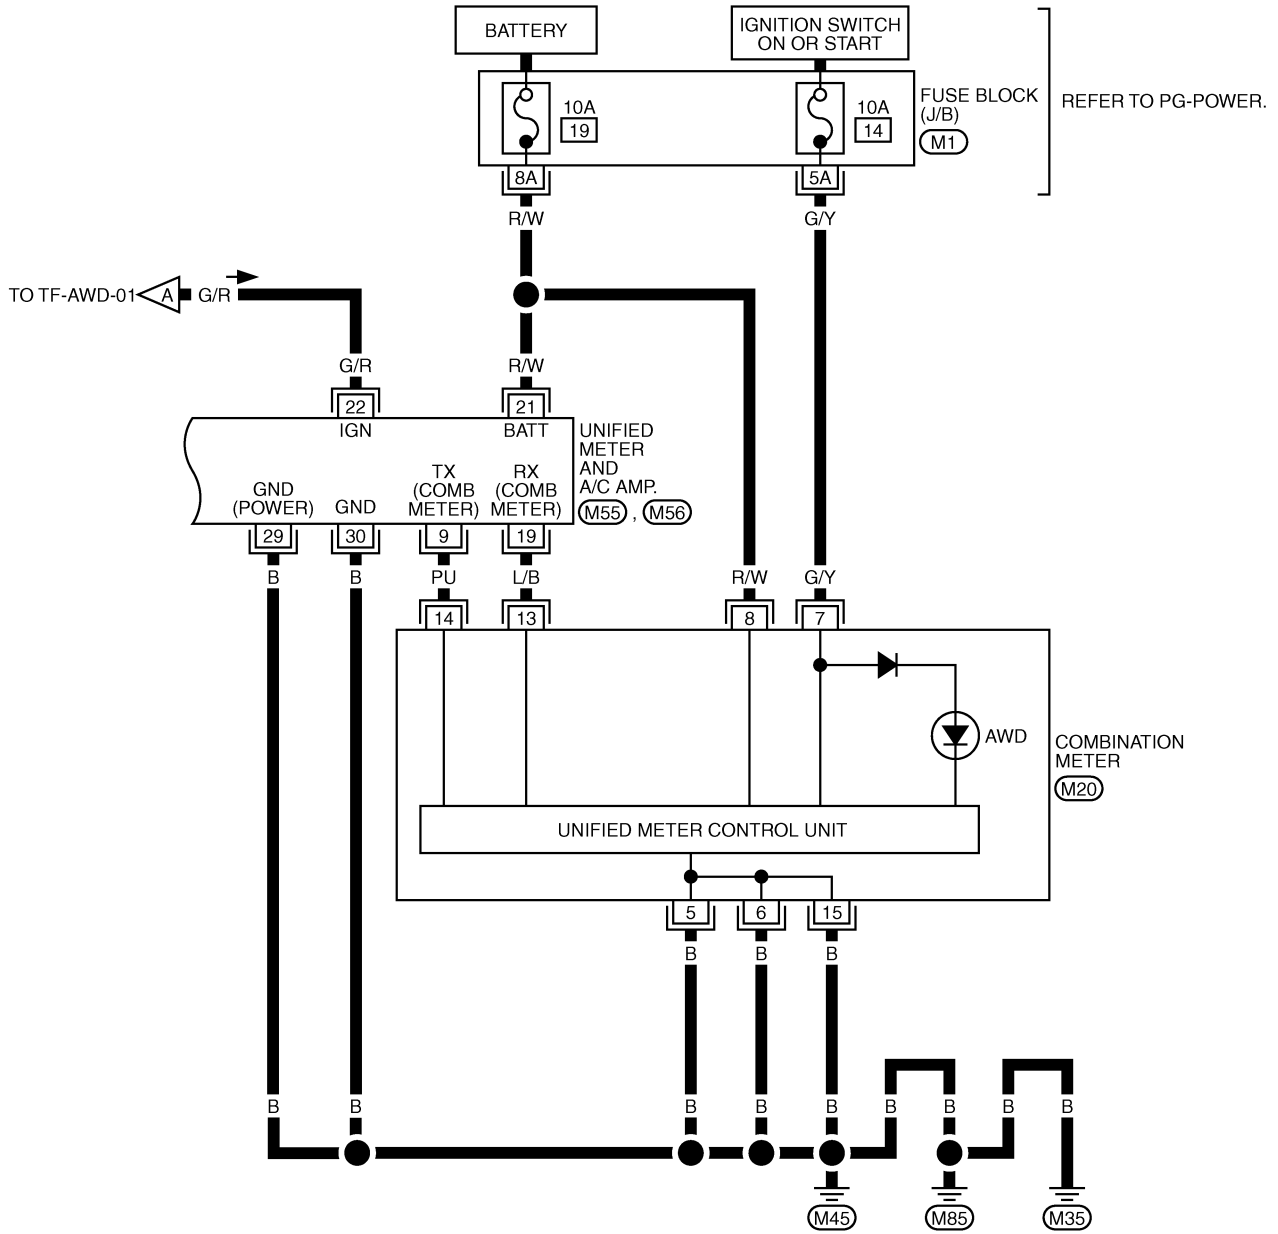 BATTERY
IGNITION SWITCH
ON OR START
10A
19
10A
14
FUSE BLOCK
(J/B)
M1
REFER TO PG-POWER.
8A
5A
R/W
G/Y
TO TF-AWD-01
A
G/R
G/R
R/W
22
21
IGN
BATT
UNIFIED
METER
AND
A/C AMP.
M55 , M56
GND
(POWER)
GND
TX
(COMB
METER)
RX
(COMB
METER)
29
30
9
19
B
B
PU
L/B
R/W
G/Y
14
13
8
7
AWD
COMBINATION
METER
M20
UNIFIED METER CONTROL UNIT
5
6
15
B
B
B
B
B
B
B
B
B
B
B
B
M45
M85
M35